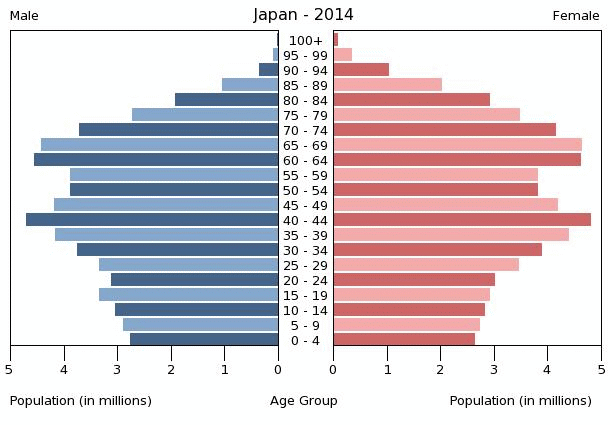 Japan - 2014
Male
Female
100+
95 - 99
90 - 94
85 - 89
80 - 84
75 - 79
70 - 74
65 - 69
60 - 64
55 - 59
50 - 54
45 - 49
40 - 44
35 - 39
30 - 34
25 - 29
20 - 24
15 - 19
10 - 14
5 - 9
0 - 4
5 4 3 2 1 0 0 1 2 3 4 5
Population (in millions) Age Group Population (in millions)